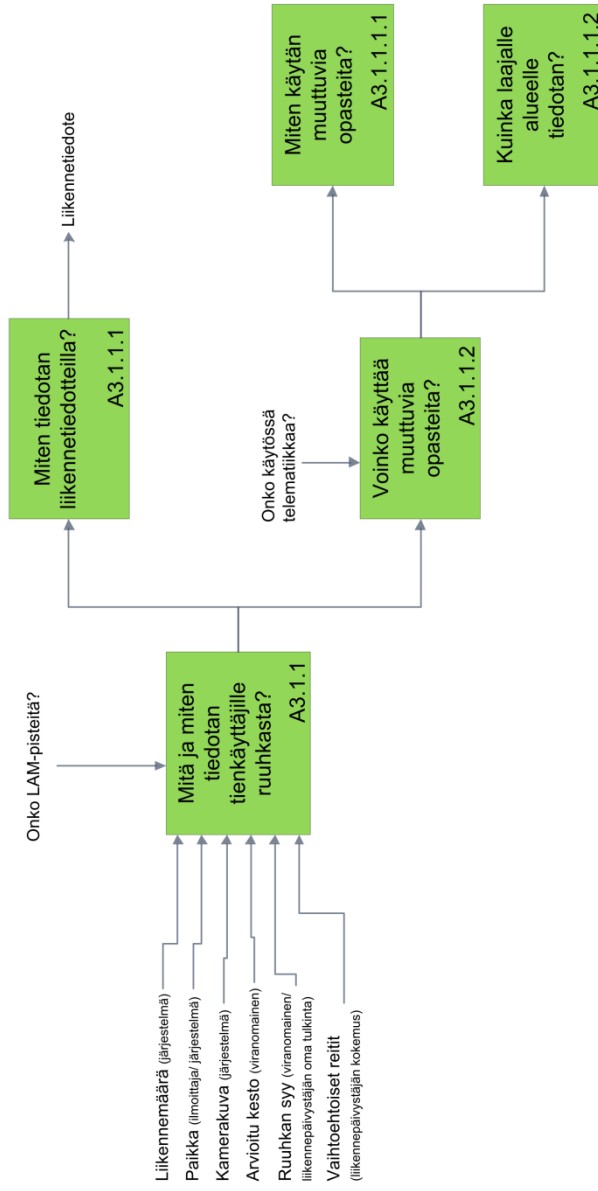 Onko LAM-pisteitä?
Liikennemäärä (järjestelmä)
Paikka (ilmoittaja/ järjestelmä)
Kamerakuva (järjestelmä)
Arvioitu kesto (viranomainen)
Ruuhkan syy (viranomainen/
liikennepäivystäjän oma tulkinta)
Vaihtoehtoiset reitit
(liikennepäivystäjän kokemus)
Mitä ja miten
tiedotan
tienkäyttäjille
ruuhkasta?
A3.1.1
Miten tiedotan
liikennetiedotteilla?
A3.1.1.1
Liikennetiedote
Onko käytössä
telematiikkaa?
Voinko käyttää
muuttuvia
opasteita?
A3.1.1.2
Miten käytän
muuttuvia
opasteita?
A3.1.1.1.1
Kuinka laajalle
alueelle
tiedotan?
A3.1.1.1.2